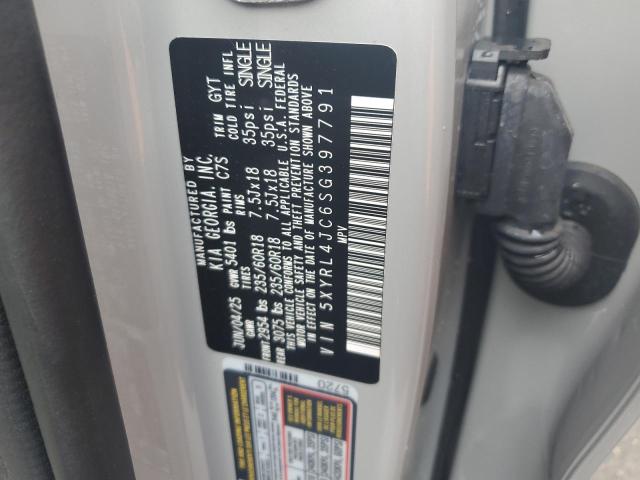 MANUFACTURED BY
KIA GEORGIA, INC.
JUN/04/25 GVWR 5401 lbs PAINT C7S TRIM GYT
GAWR TIRES RIMS COLD TIRE INFL
FRONT 2954 lbs 235/60R18 7.5Jx18 35psi SINGLE
REAR 3075 lbs 235/60R18 7.5Jx18 35psi SINGLE
THIS VEHICLE CONFORMS TO ALL APPLICABLE U.S.A. FEDERAL
MOTOR VEHICLE SAFETY AND THEFT PREVENTION STANDARDS
IN EFFECT ON THE DATE OF MANUFACTURE SHOWN ABOVE
VIN 5XYRL4JC6SG397791
MPV
5720